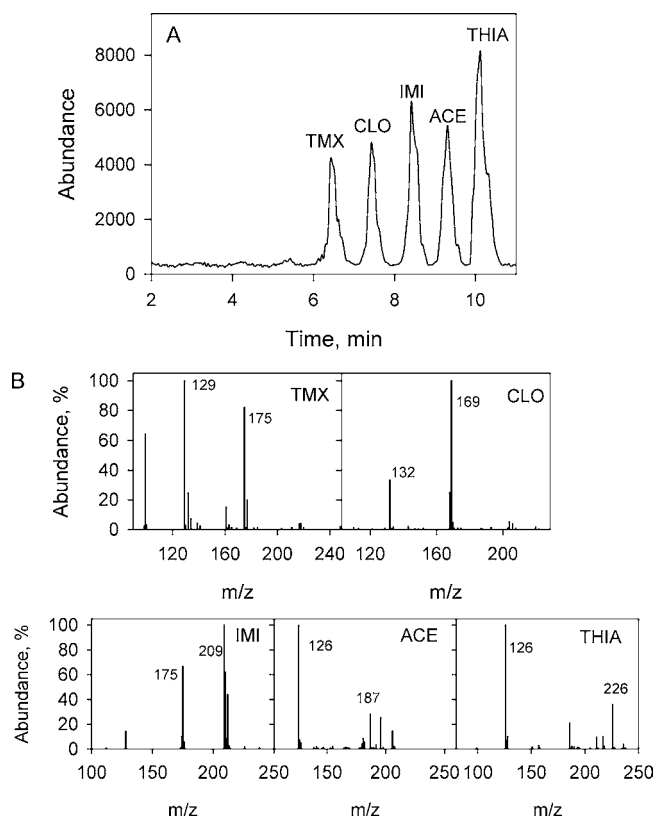 A
THIA
8000
IMI
6000
CLO
ACE
TMX
Abundance
4000
2000
0
2 4 6 8 10
Time, min
B
100
129
TMX
169
CLO
80
175
Abundance, %
60
40
132
20
0
120 160 200 240
120 160 200
m/z
m/z
100
IMI
ACE
THIA
209
126
126
80
175
Abundance, %
60
187
226
40
20
0
100 150 200 250
150 200 250
100 150 200 250
m/z
m/z
m/z